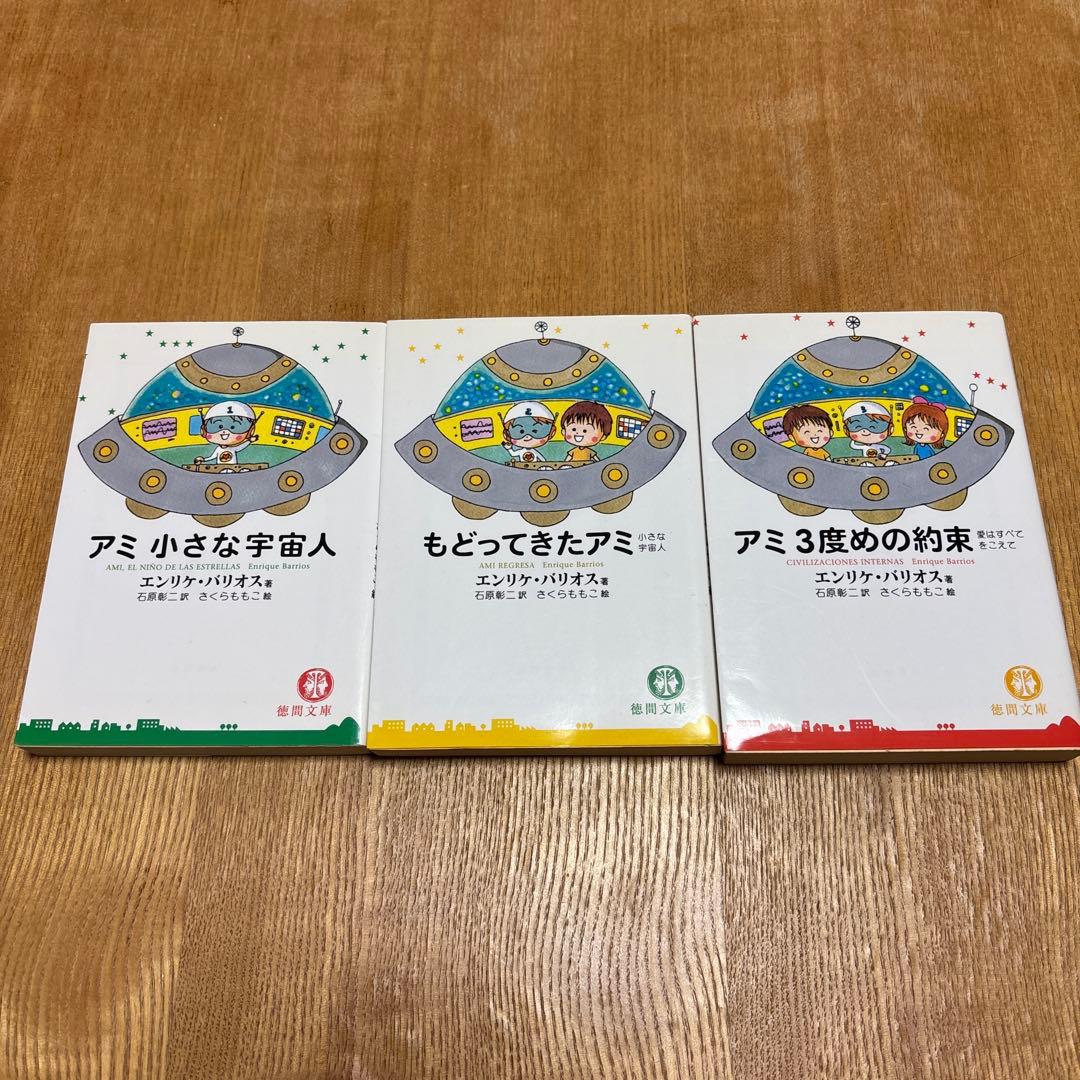 1
アミ 小さな宇宙人
AMI, EL NIÑO DE LAS ESTRELLAS Enrique Barrios
エンリケ・バリオス著
石原彰二訳 さくらももこ絵
徳間文庫
2
もどってきたアミ 小さな
宇宙人
AMI REGRESA Enrique Barrios
エンリケ・バリオス著
石原彰二訳 さくらももこ絵
徳間文庫
3
アミ 3度めの約束 愛はすべて
をこえて
CIVILIZACIONES INTERNAS Enrique Barrios
エンリケ・バリオス著
石原彰二訳 さくらももこ絵
徳間文庫